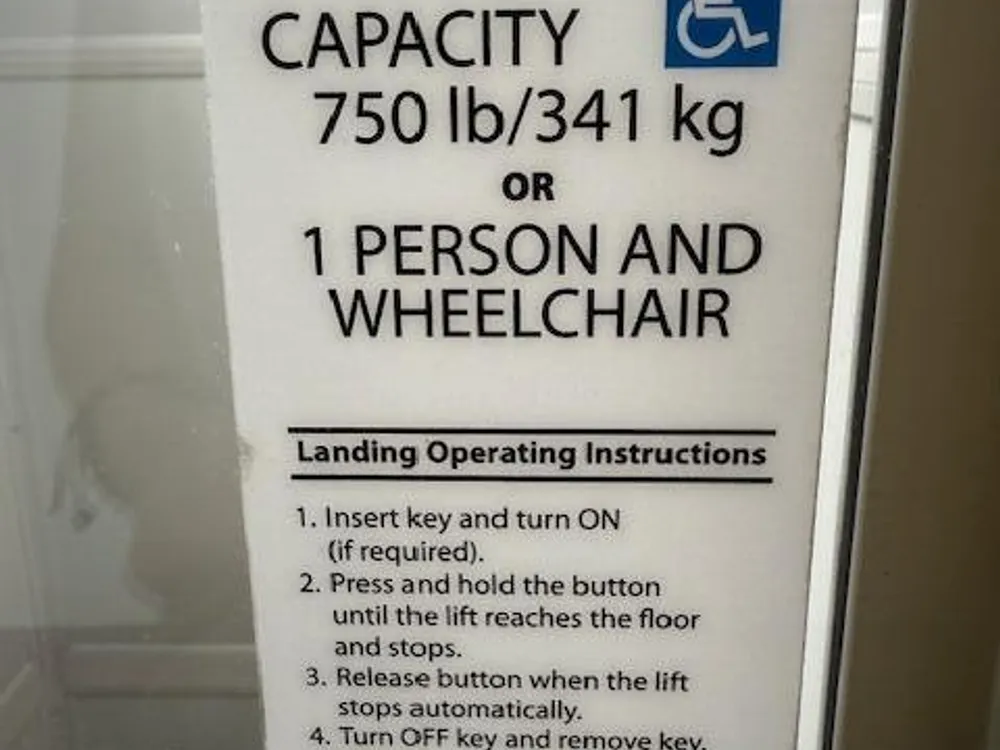 CAPACITY
750 lb/341 kg
OR
1 PERSON AND
WHEELCHAIR
Landing Operating Instructions
1. Insert key and turn ON
(if required).
2. Press and hold the button
until the lift reaches the floor
and stops.
3. Release button when the lift
stops automatically.
4. Turn OFF key and remove key.